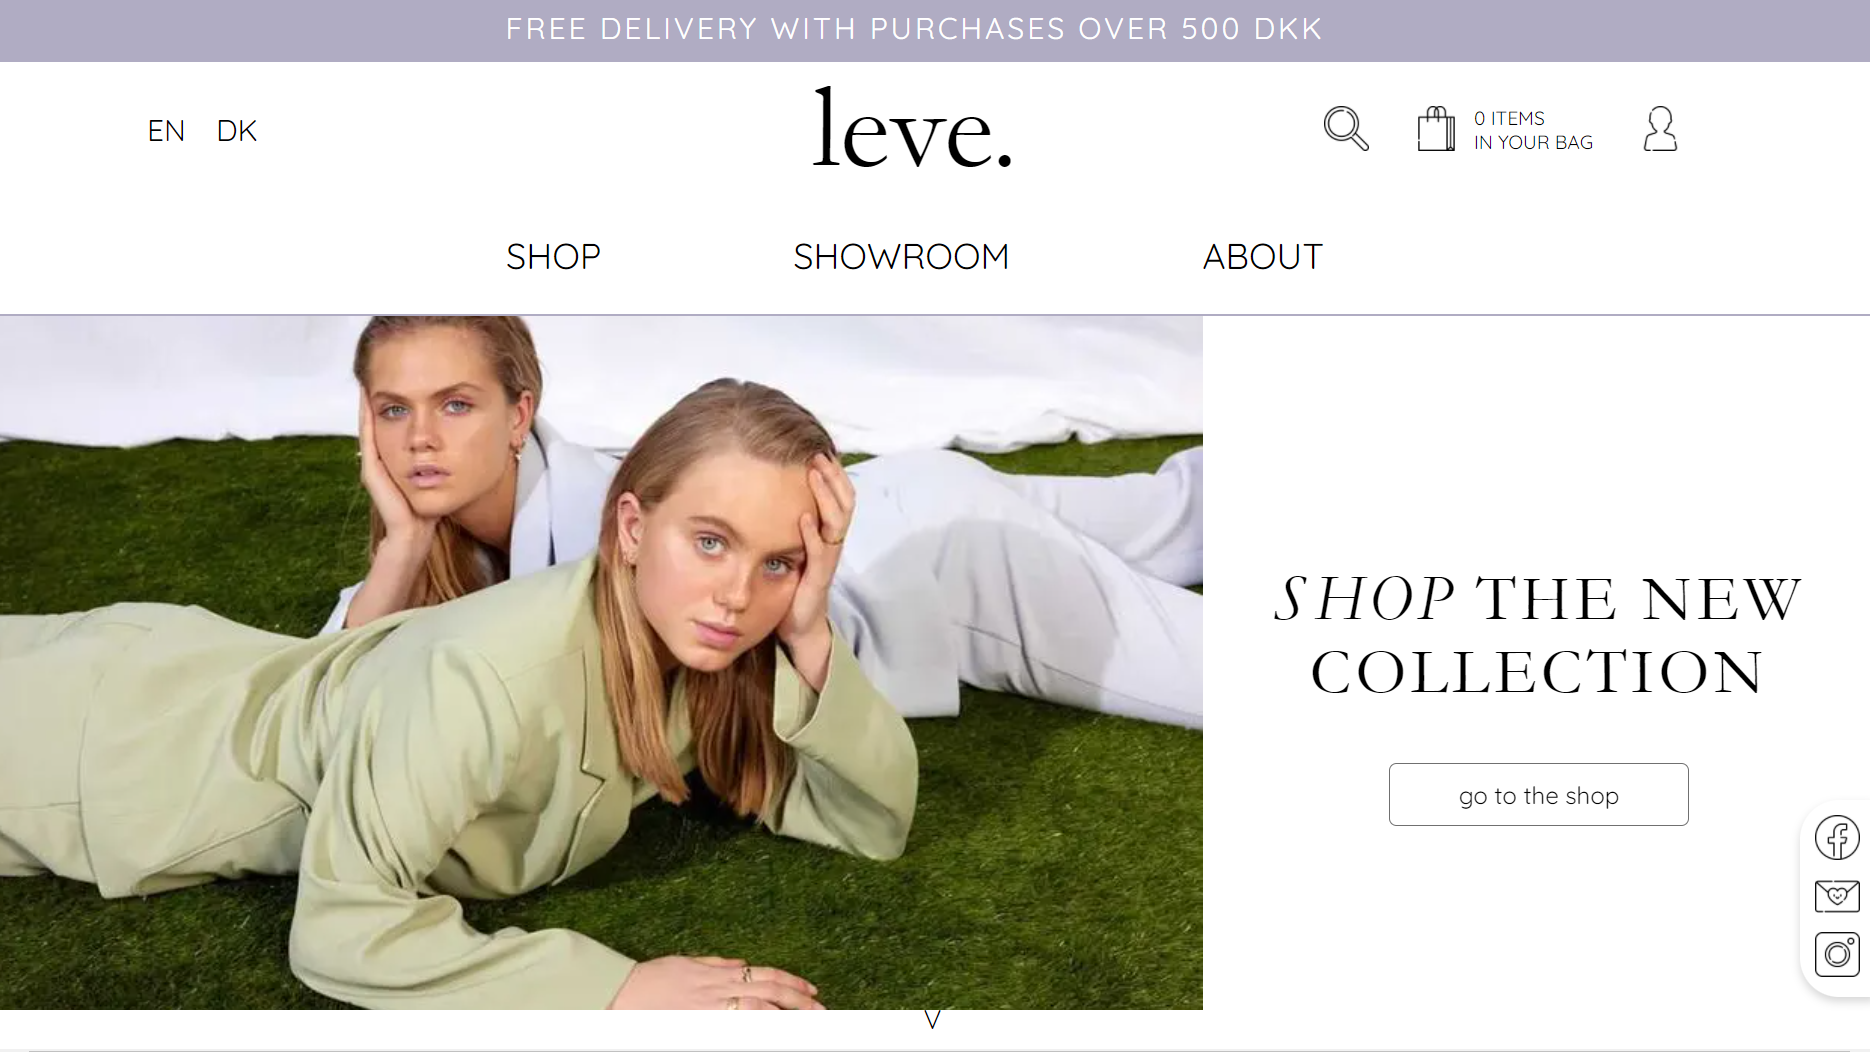 FREE DELIVERY WITH PURCHASES OVER 500 DKK
EN DK
leve.
0 ITEMS
IN YOUR BAG
SHOP SHOWROOM ABOUT
SHOP THE NEW
COLLECTION
go to the shop
V